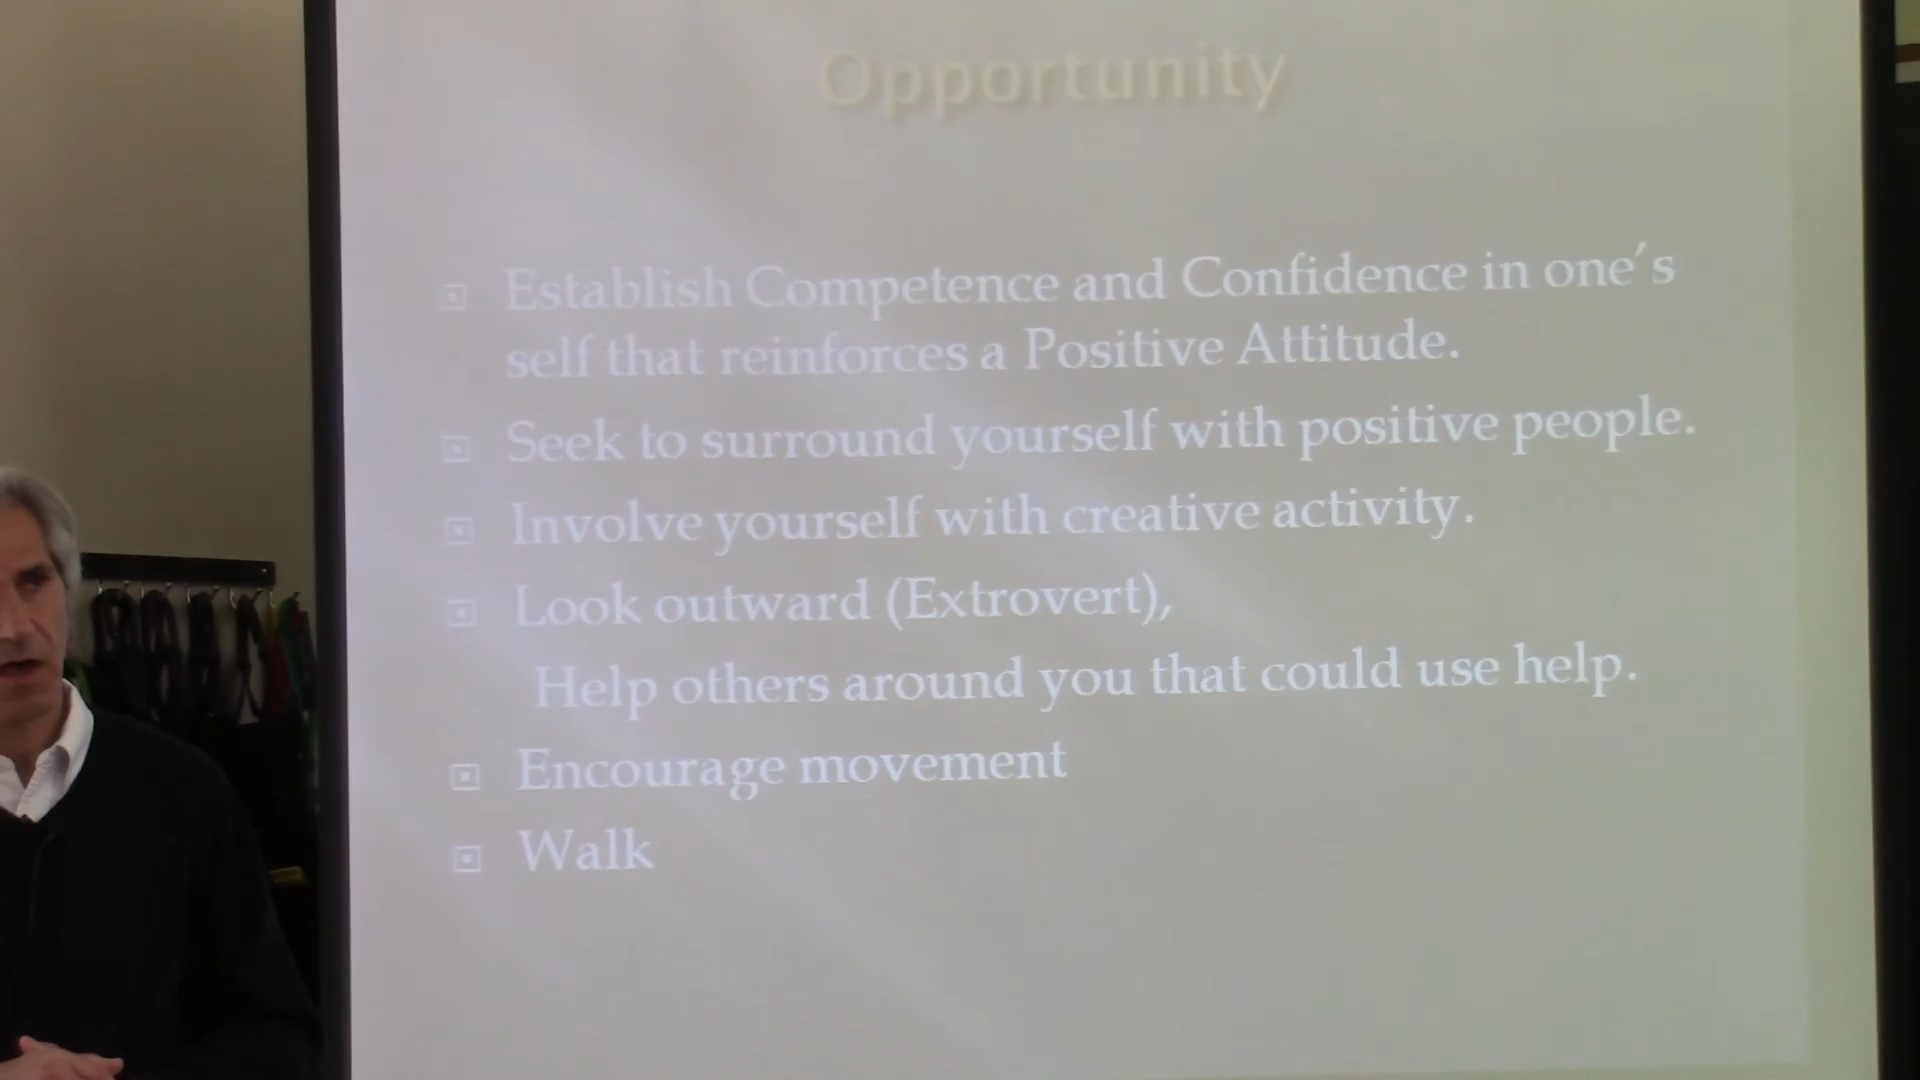 Opportunity
Establish Competence and Confidence in one's
self that reinforces a Positive Attitude.
Seek to surround yourself with positive people.
Involve yourself with creative activity.
Look outward (Extrovert),
Help others around you that could use help.
Encourage movement
Walk